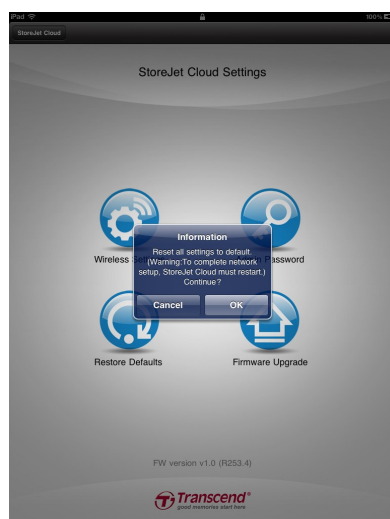 iPad
100%
StoreJet Cloud
StoreJet Cloud Settings
Information
Reset all settings to default.
(Warning:To complete network
setup, StoreJet Cloud must restart.)
Continue?
Cancel
OK
Wireless
Password
Restore Defaults
Firmware Upgrade
FW version v1.0 (R253.4)
Transcend®
good memories start here